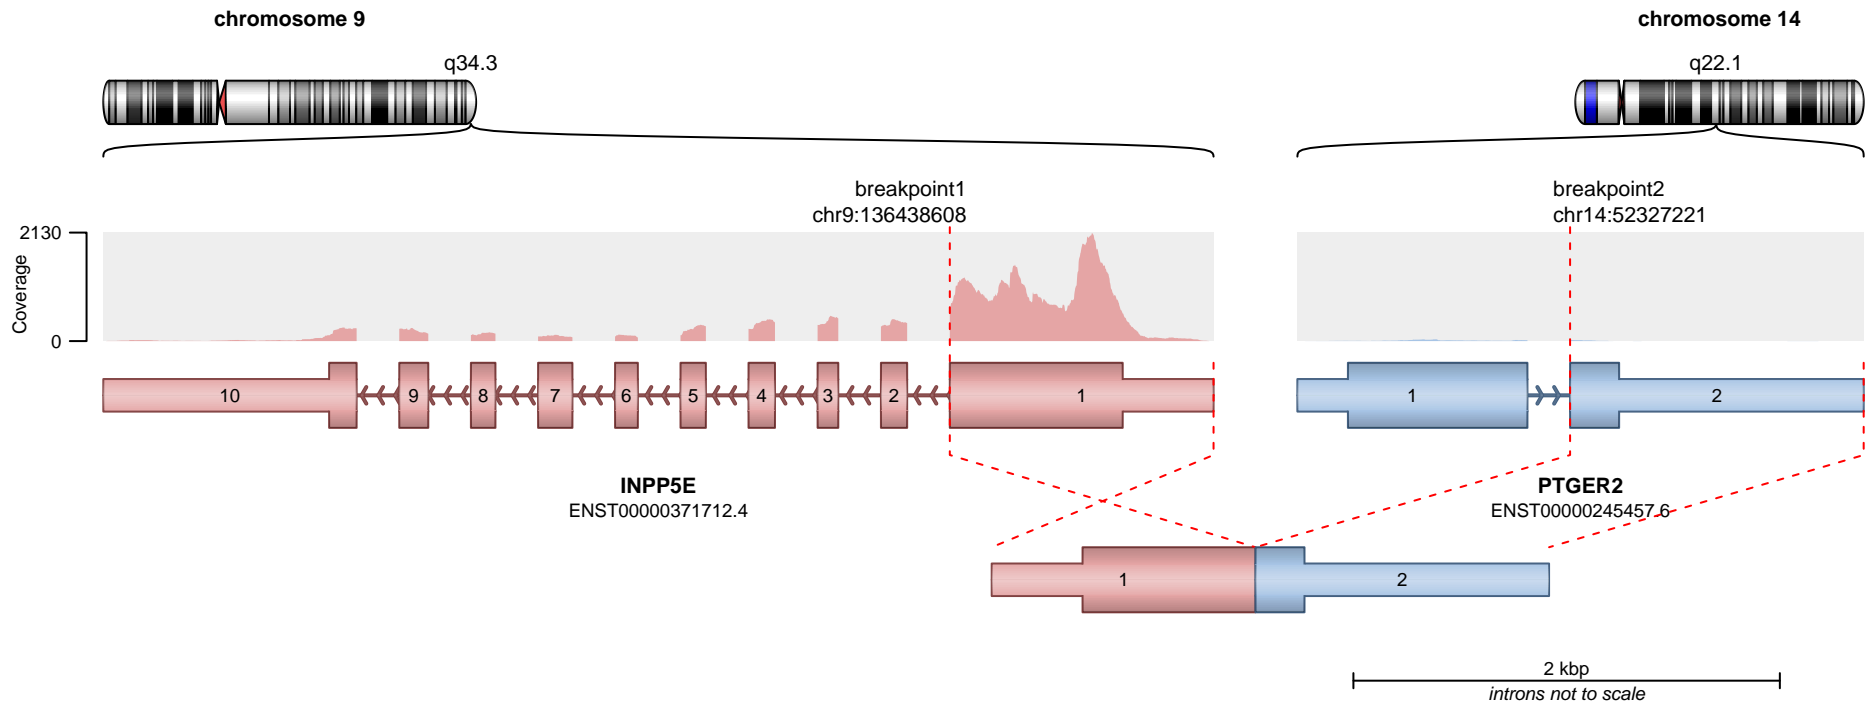 chromosome 9
chromosome 14
q34.3
q22.1
breakpoint1
chr9:136438608
breakpoint2
chr14:52327221
2130
Coverage
0
10 9 8 7 6 5 4 3 2 1
1 2
INPP5E
ENST00000371712.4
PTGER2
ENST00000245457.6
1 2
2 kbp
introns not to scale